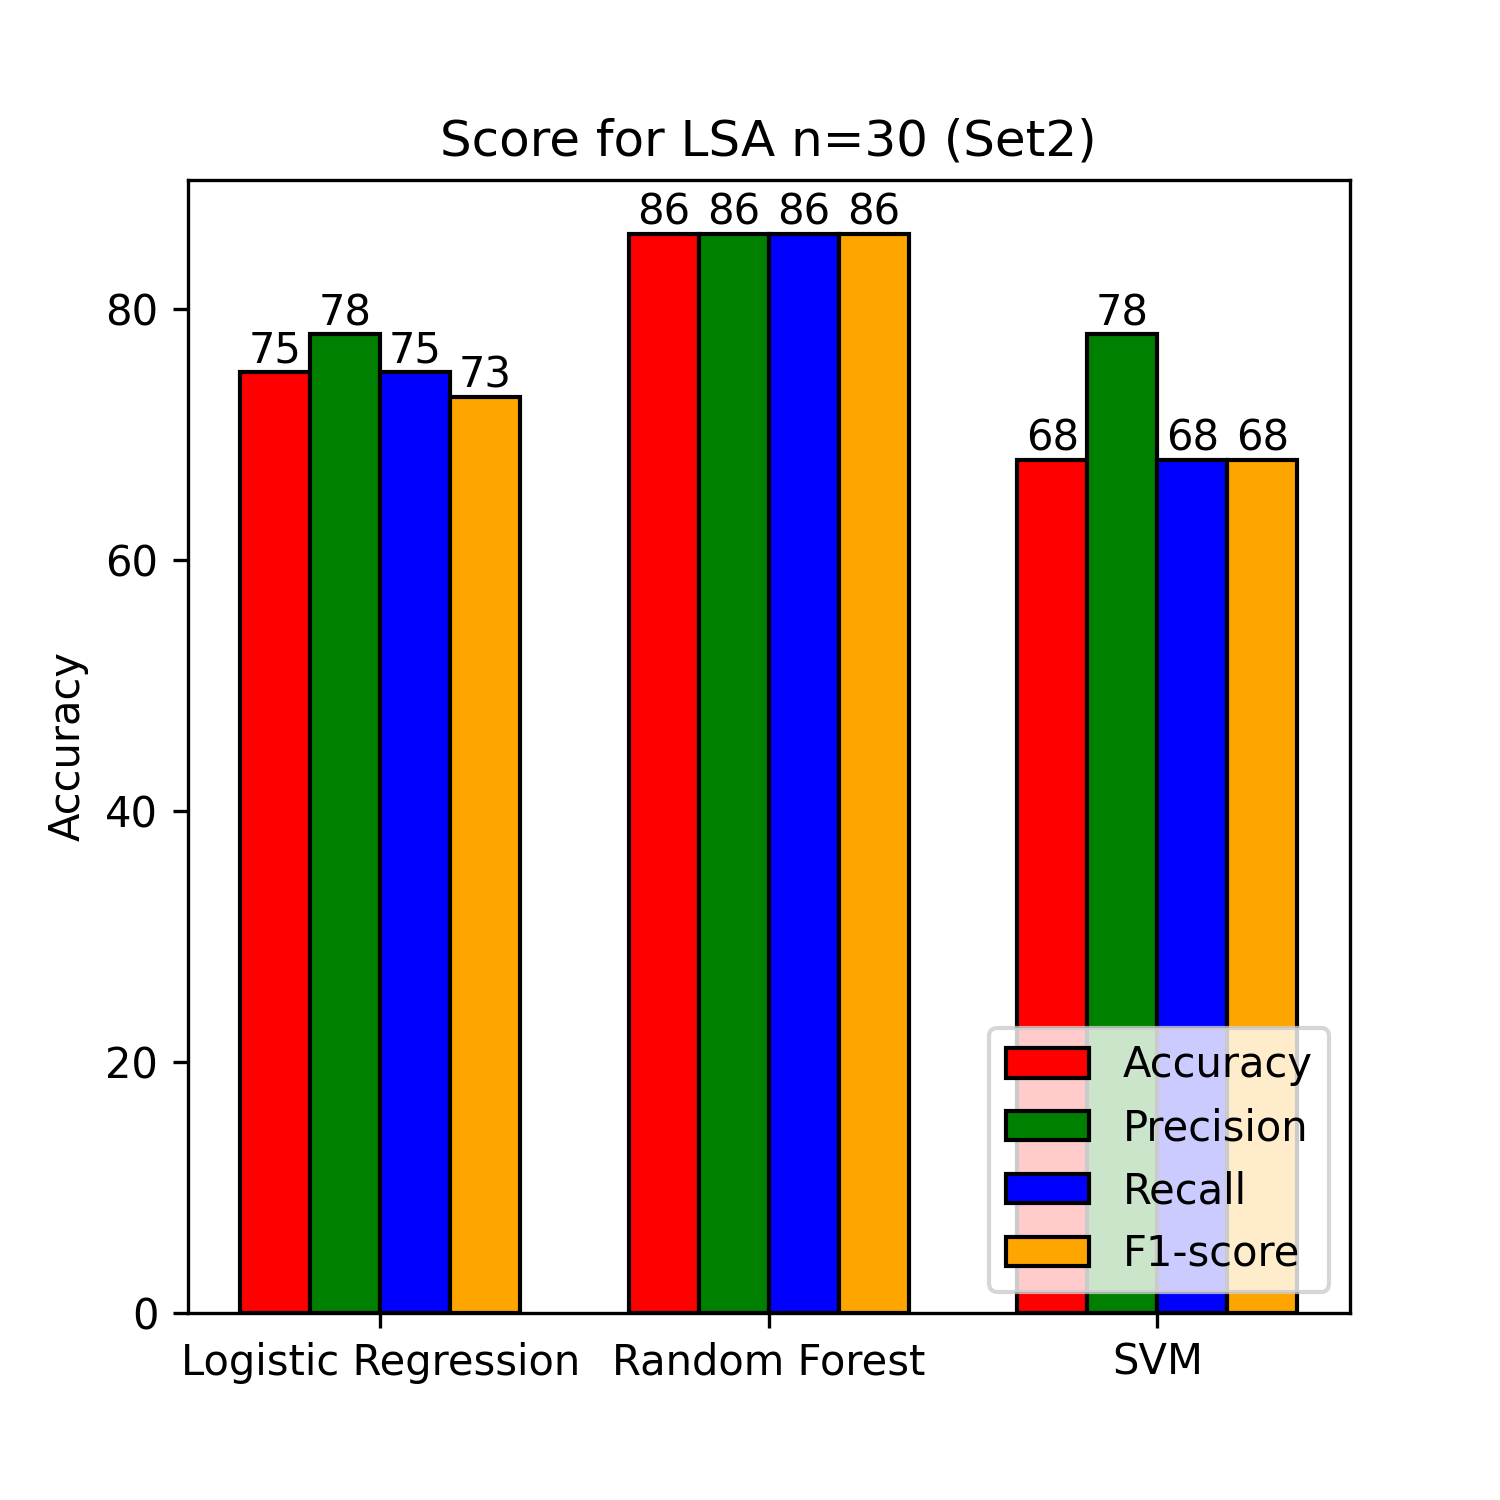 Score for LSA n=30 (Set2)
86 86 86 86
78
75 75
73
78
68 68 68
80
60
40
20
0
Accuracy
Accuracy
Precision
Recall
F1-score
Logistic Regression Random Forest SVM